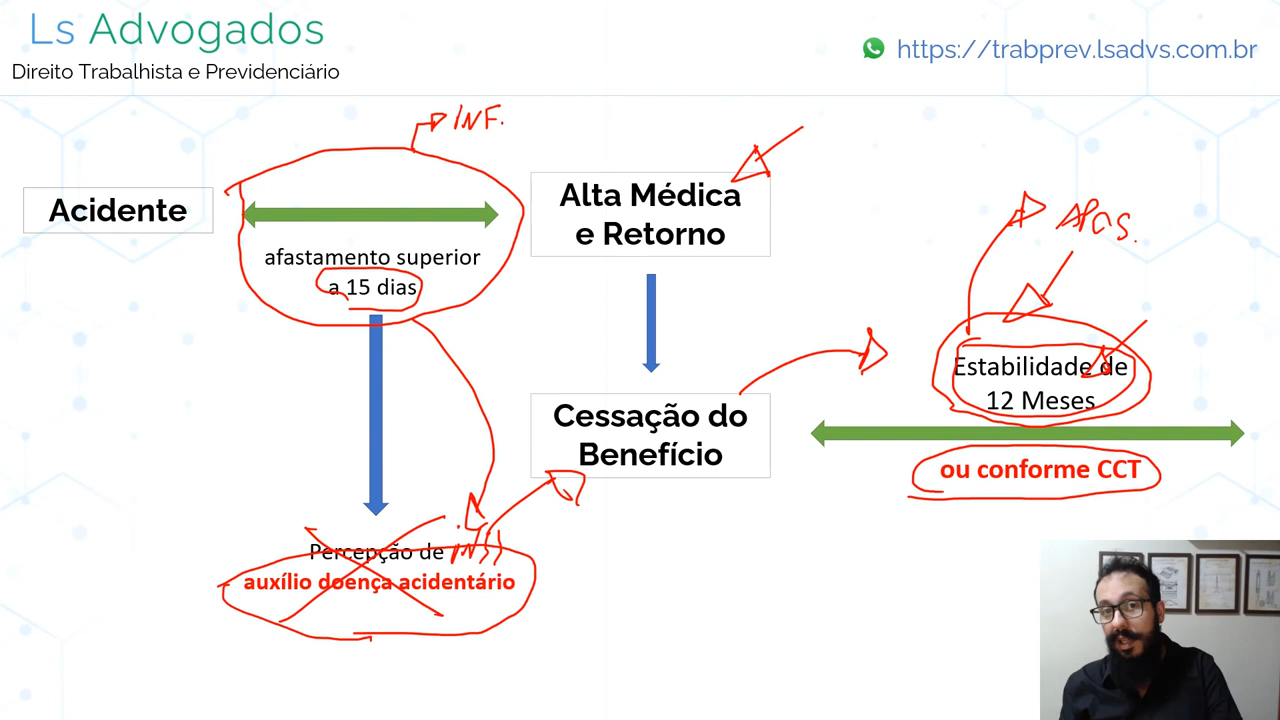 Ls Advogados
Direito Trabalhista e Previdenciário
https://trabprev.lsadvs.com.br
INF.
Acidente
afastamento superior
a 15 dias
Alta Médica
e Retorno
Estabilidade de
12 Meses
Cessação do
Benefício
ou conforme CCT
Percepção de INSS
auxílio doença acidentário